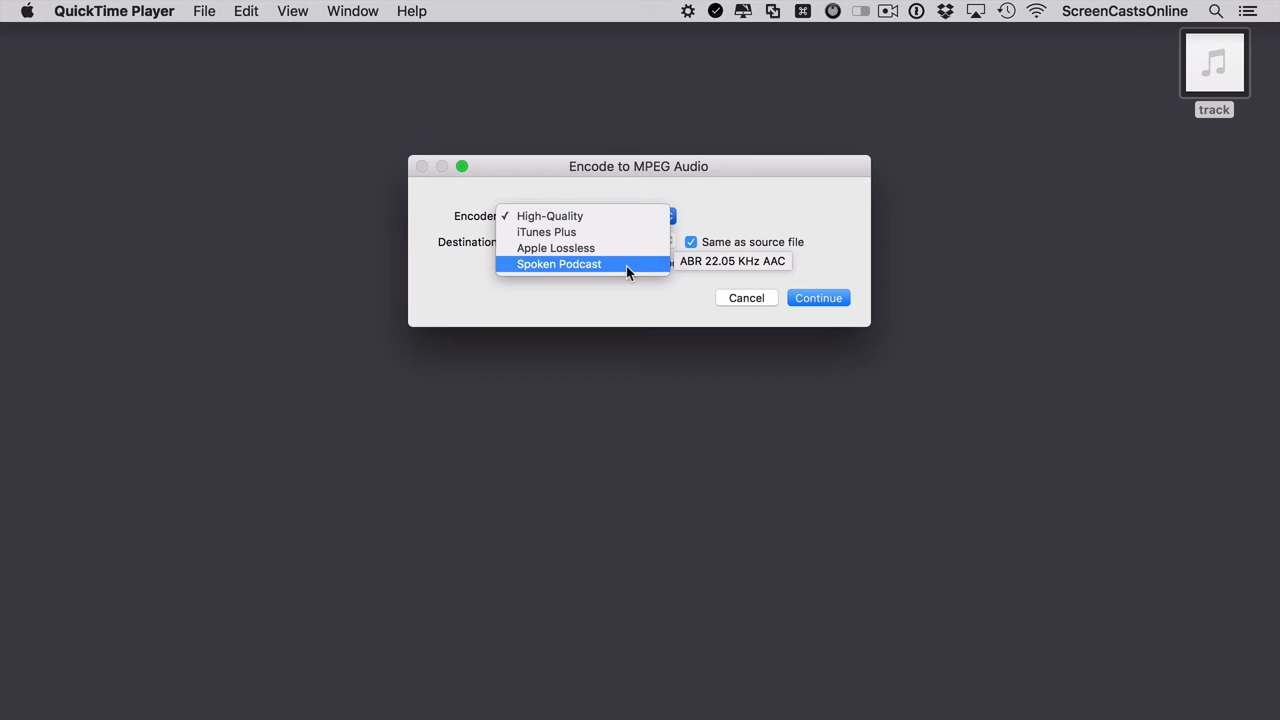 QuickTime Player File Edit View Window Help ScreenCastsOnline
track
Encode to MPEG Audio
Encoder
✓ High-Quality
iTunes Plus
Destination
Same as source file
Apple Lossless
Spoken Podcast
ABR 22.05 KHz AAC
Cancel Continue